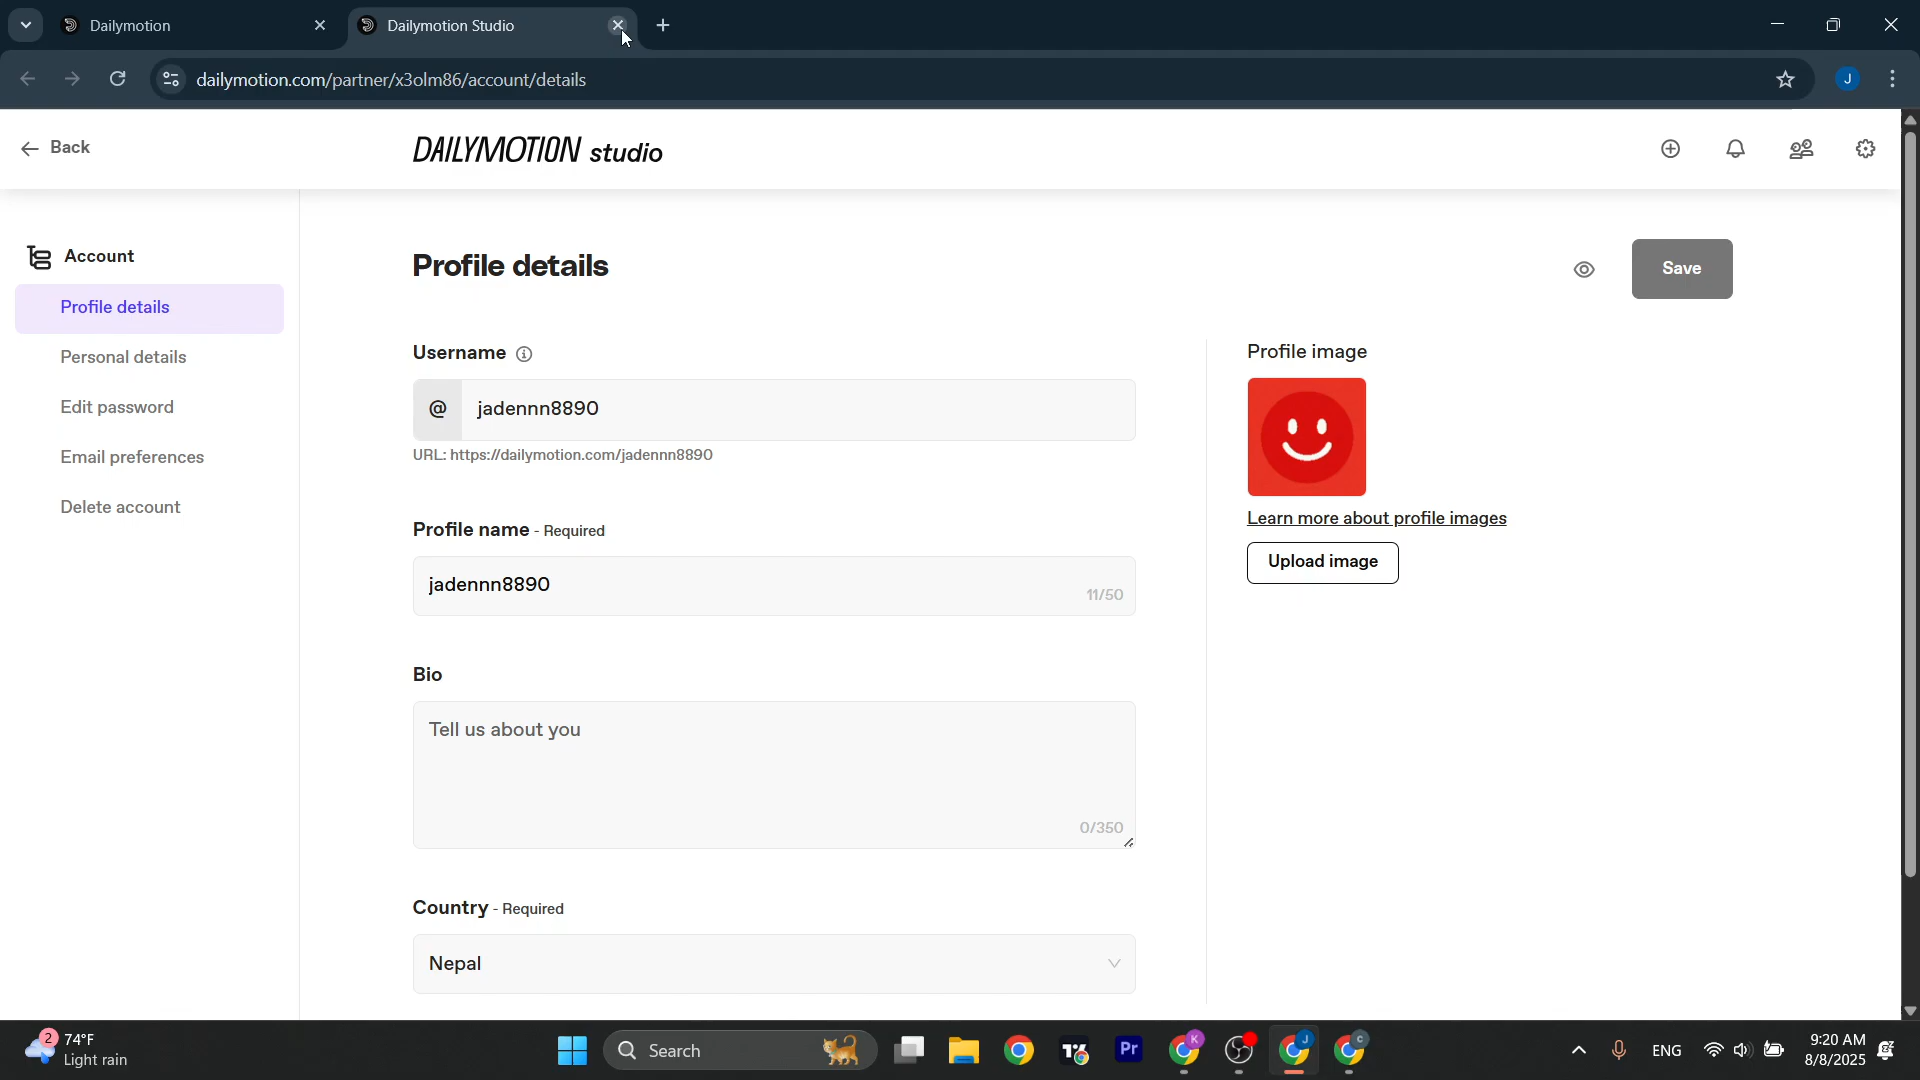 Dailymotion
Dailymotion Studio
dailymotion.com/partner/x3olm86/account/details
J
Back
DAILYMOTION studio
Account
Profile details
Personal details
Edit password
Email preferences
Delete account
Profile details
Save
Username
@ jadennn8890
URL: https://dailymotion.com/jadennn8890
Profile name - Required
jadennn8890
11/50
Bio
Tell us about you
0/350
Country - Required
Nepal
Profile image
Learn more about profile images
Upload image
2
74°F
Light rain
Search
Pr
K
J
C
ENG
9:20 AM
8/8/2025